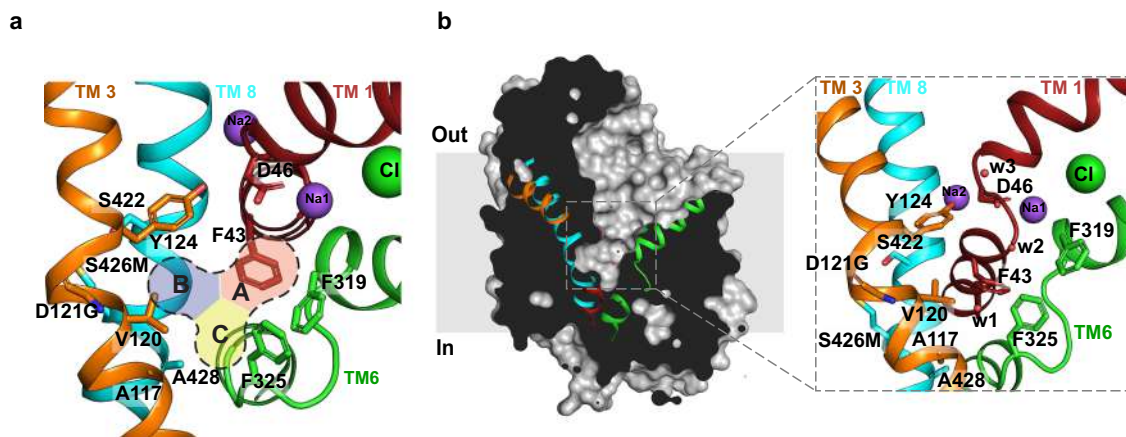 a
TM 3
TM 8
TM 1
Na2
Cl
D46
Na1
S422
Y124
F43
S426M
B
A
F319
D121G
V120
C
A428
F325
TM6
A117
b
Out
In
TM 3
TM 8
TM 1
w3
Cl
D46
Na2
Na1
Y124
S422
w2
F319
D121G
F43
V120
w1
S426M
A117
F325
TM6
A428